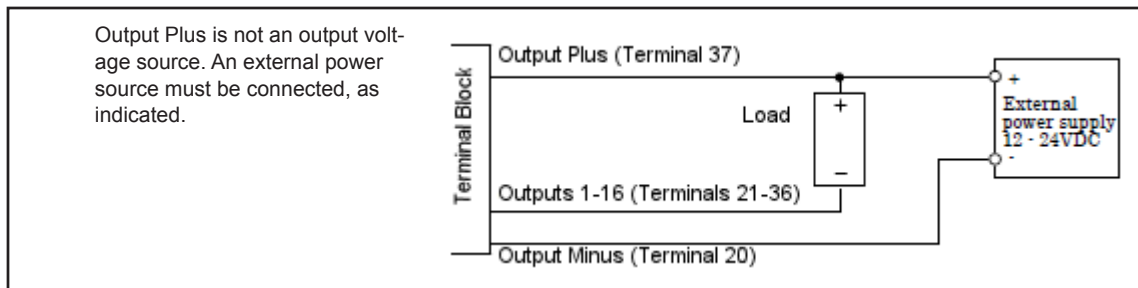 Output Plus is not an output volt-
age source. An external power
source must be connected, as
indicated.
Terminal Block
Output Plus (Terminal 37)
Load
+
−
+
External
power supply
12 - 24VDC
-
Outputs 1-16 (Terminals 21-36)
Output Minus (Terminal 20)